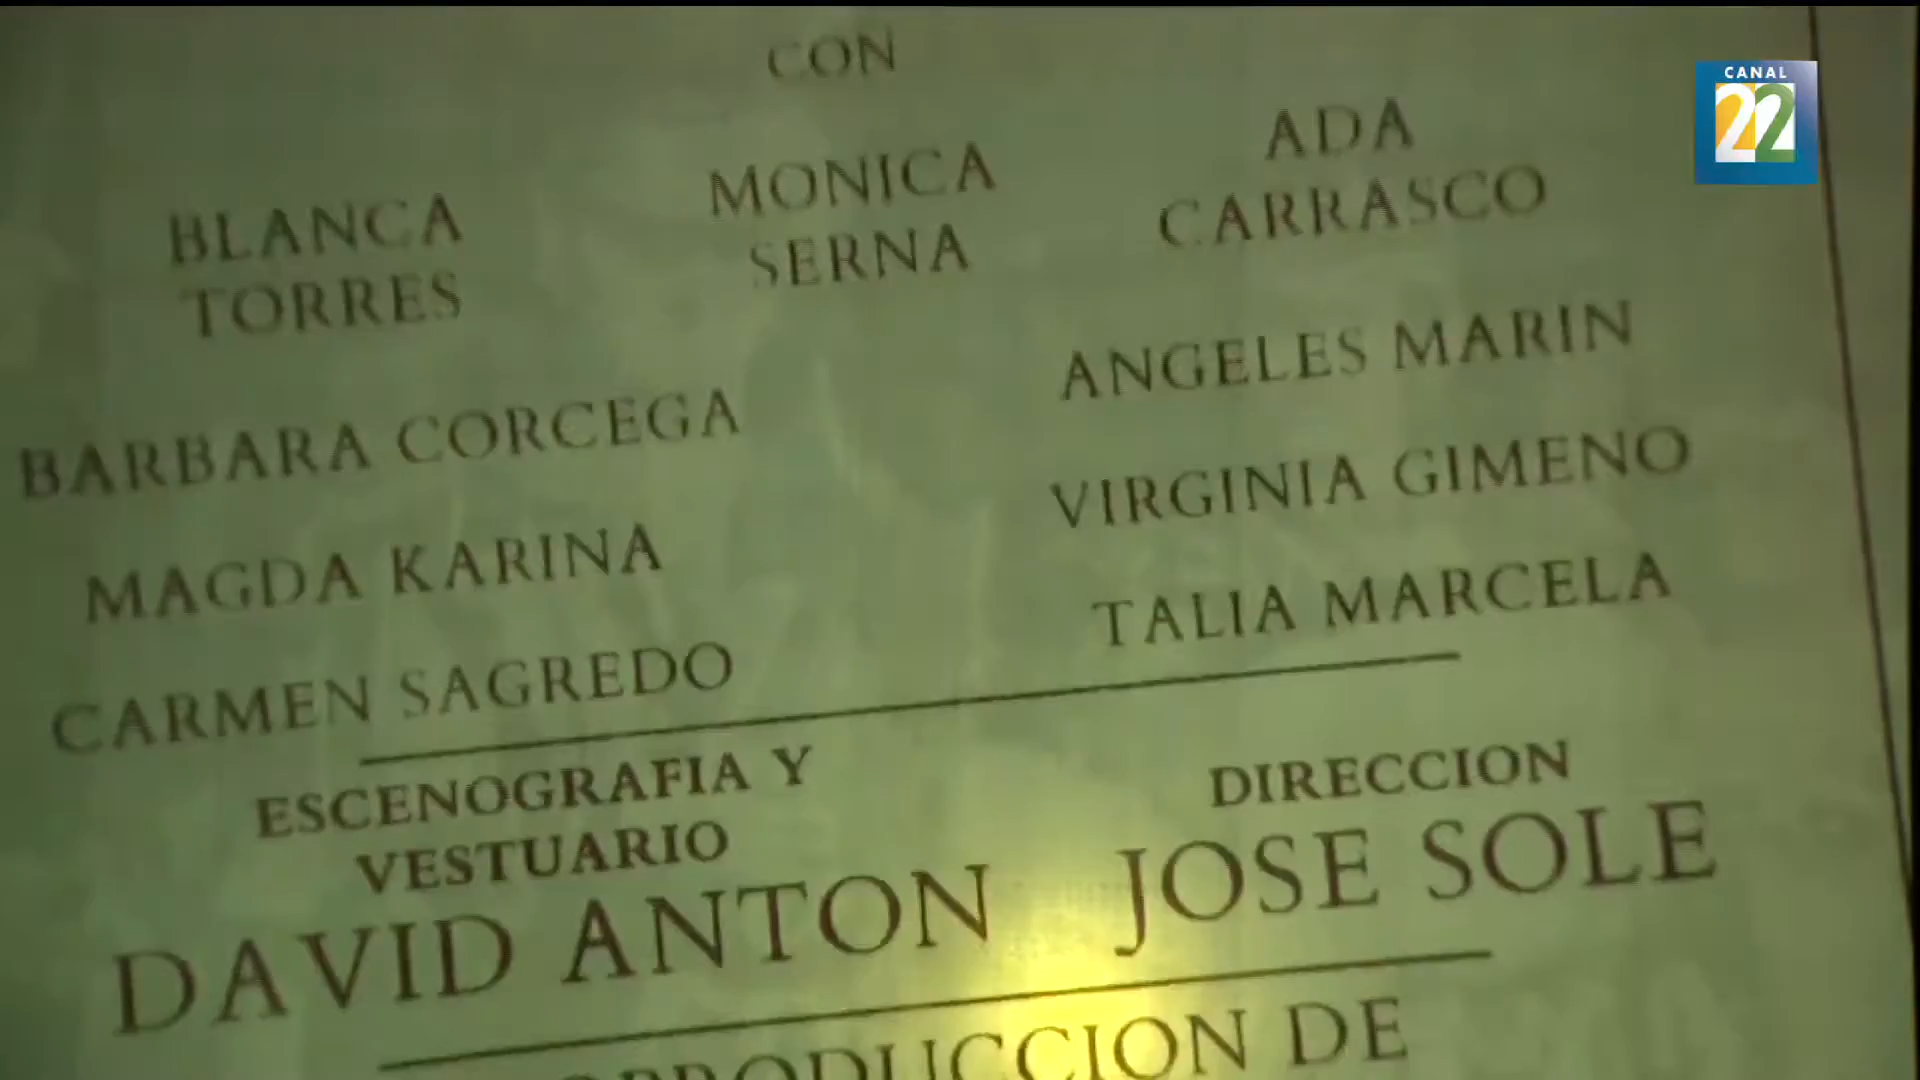 CON
CANAL
22
BLANCA
TORRES
MONICA
SERNA
ADA
CARRASCO
BARBARA CORCEGA
ANGELES MARIN
MAGDA KARINA
VIRGINIA GIMENO
CARMEN SAGREDO
TALIA MARCELA
ESCENOGRAFIA Y
VESTUARIO
DAVID ANTON
DIRECCION
JOSE SOLE
DE